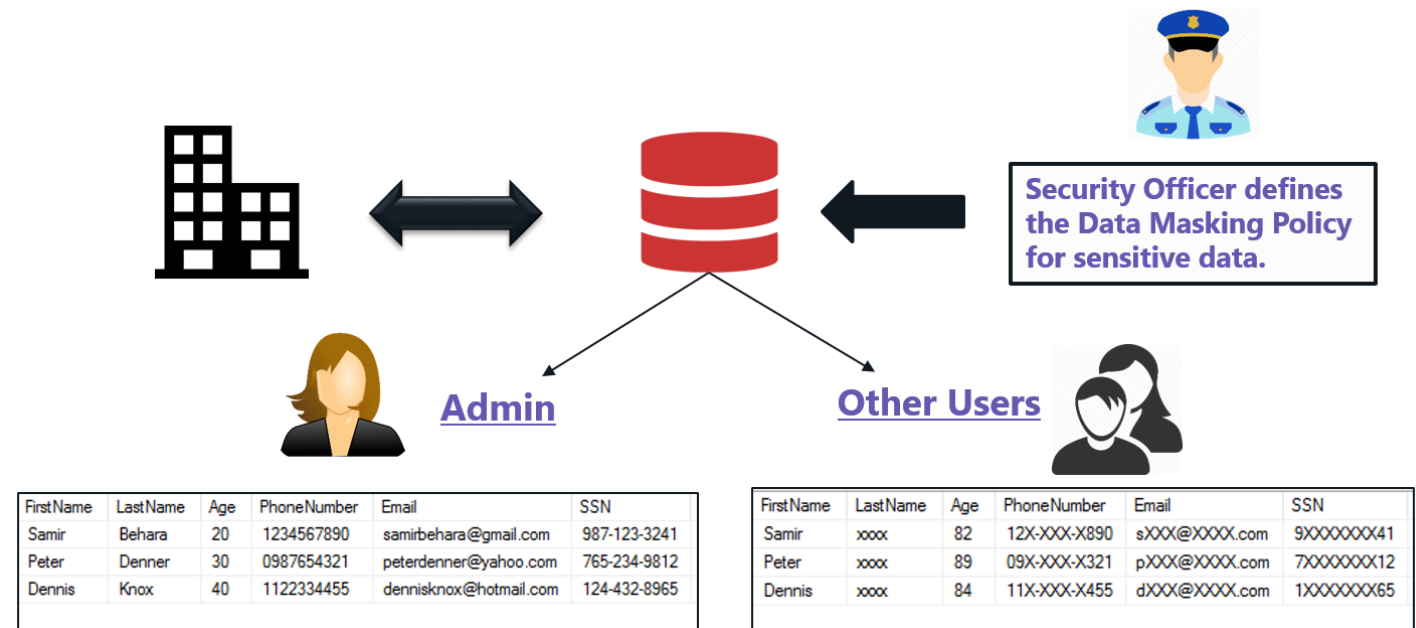 Security Officer defines
the Data Masking Policy
for sensitive data.
Admin
Other Users
FirstName LastName Age PhoneNumber Email SSN
Samir Behara 20 1234567890 samirbehara@gmail.com 987-123-3241
Peter Denner 30 0987654321 peterdenner@yahoo.com 765-234-9812
Dennis Knox 40 1122334455 dennisknox@hotmail.com 124-432-8965
FirstName LastName Age PhoneNumber Email SSN
Samir xxxx 82 12X-XXX-X890 sXXX@XXXX.com 9XXXXXXX41
Peter xxxx 89 09X-XXX-X321 pXXX@XXXX.com 7XXXXXXX12
Dennis xxxx 84 11X-XXX-X455 dXXX@XXXX.com 1XXXXXXX65